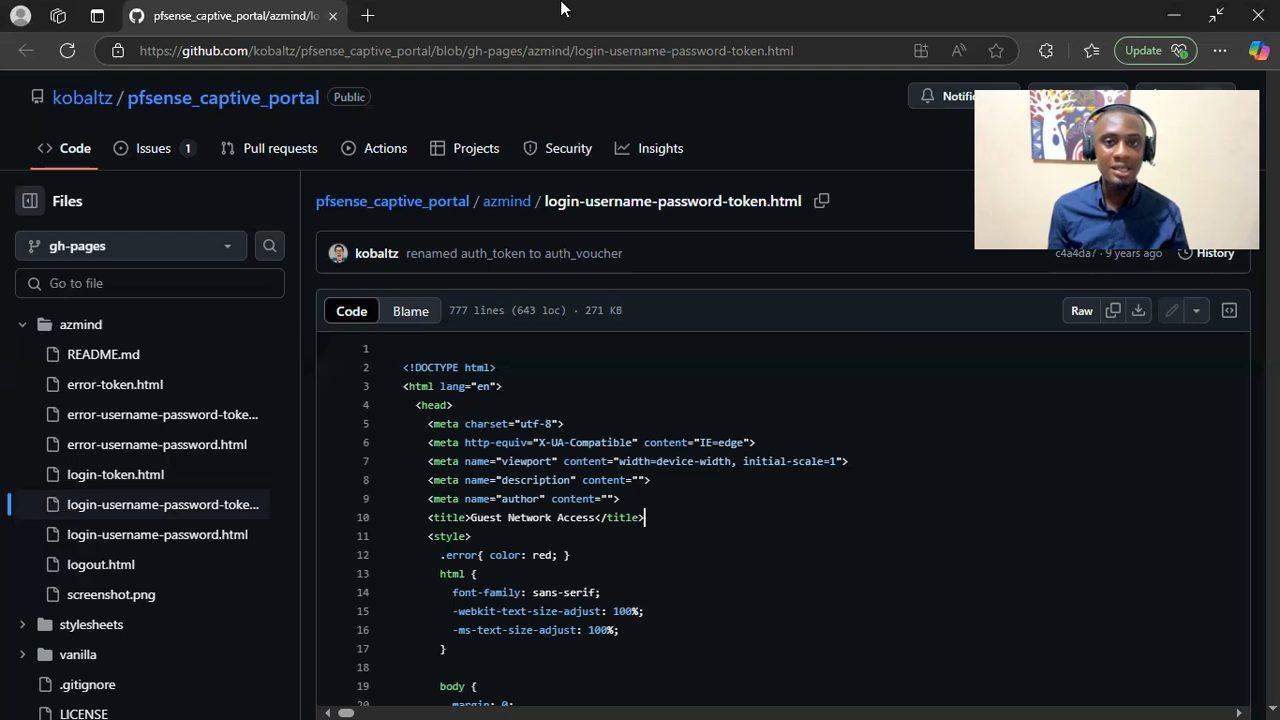 pfsense_captive_portal/azmind/lo
https://github.com/kobaltz/pfsense_captive_portal/blob/gh-pages/azmind/login-username-password-token.html
Update
kobaltz / pfsense_captive_portal
Public
Code
Issues 1
Pull requests
Actions
Projects
Security
Insights
Files
gh-pages
Go to file
azmind
README.md
error-token.html
error-username-password-toke...
error-username-password.html
login-token.html
login-username-password-toke...
login-username-password.html
logout.html
screenshot.png
stylesheets
vanilla
.gitignore
LICENSE
pfsense_captive_portal / azmind / login-username-password-token.html
kobaltz renamed auth_token to auth_voucher
c4a4da7 · 9 years ago
History
Code
Blame
777 lines (643 loc) · 271 KB
Raw
1
2 <!DOCTYPE html>
3 <html lang="en">
4 <head>
5 <meta charset="utf-8">
6 <meta http-equiv="X-UA-Compatible" content="IE=edge">
7 <meta name="viewport" content="width=device-width, initial-scale=1">
8 <meta name="description" content="">
9 <meta name="author" content="">
10 <title>Guest Network Access</title>
11 <style>
12 .error{ color: red; }
13 html {
14 font-family: sans-serif;
15 -webkit-text-size-adjust: 100%;
16 -ms-text-size-adjust: 100%;
17 }
18
19 body {
20 margin: 0;